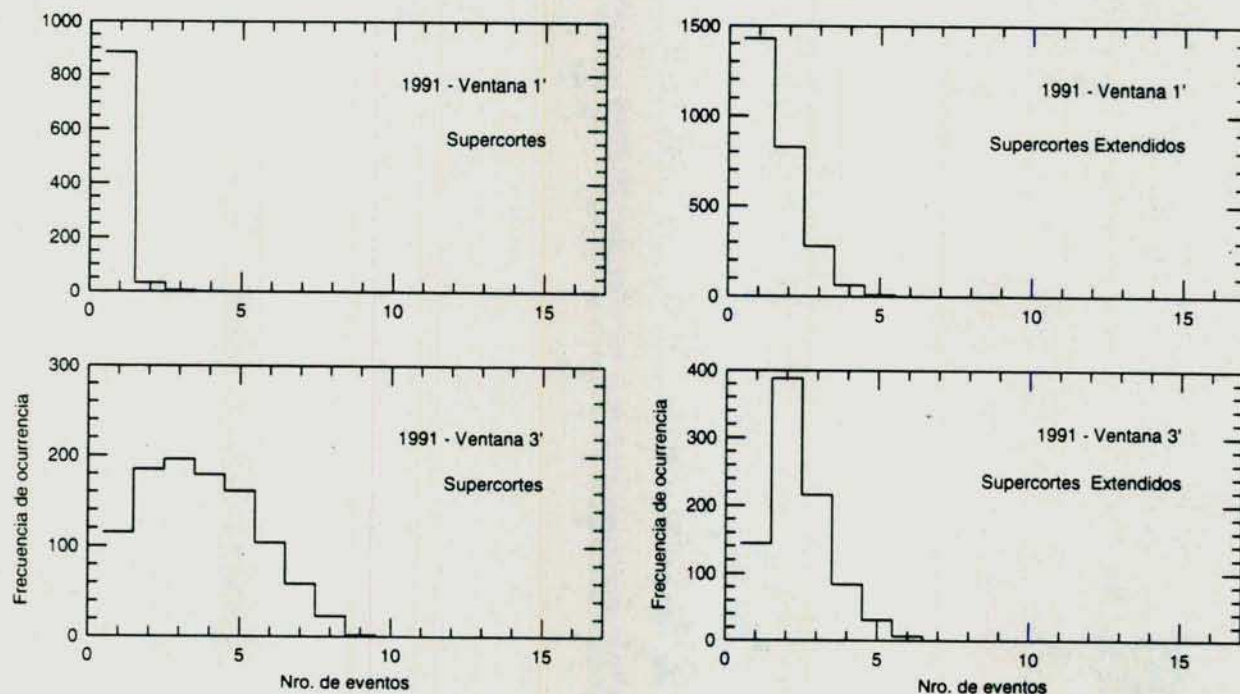 1000
800
600
400
200
0
0
5
10
15
1991 - Ventana 1'
Supercortes
1500
1000
500
0
0
5
10
15
1991 - Ventana 1'
Supercortes Extendidos
Frecuencia de ocurrencia
300
200
100
0
0
5
10
15
1991 - Ventana 3'
Supercortes
Nro. de eventos
Frecuencia de ocurrencia
400
300
200
100
0
0
5
10
15
1991 - Ventana 3'
Supercortes Extendidos
Nro. de eventos